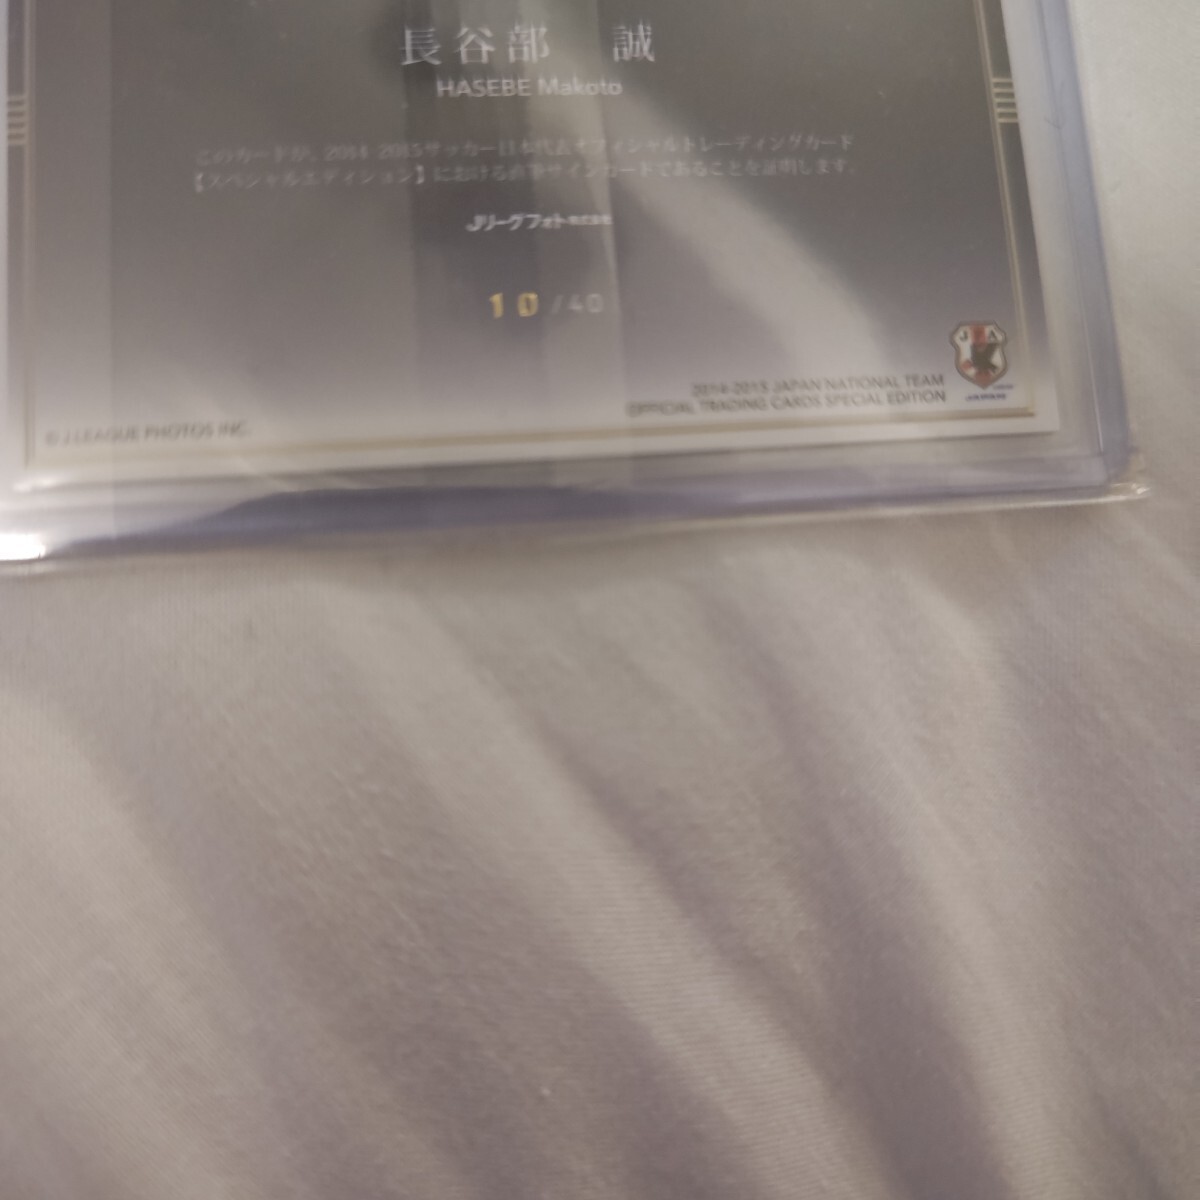 長谷部　誠
HASEBE Makoto
このカードが、2014-2015サッカー日本代表オフィシャルトレーディングカード
【スペシャルエディション】における直筆サインカードであることを証明します。
Jリーグフォト株式会社
10/40
JFA
JAPAN
2014-2015 JAPAN NATIONAL TEAM
OFFICIAL TRADING CARDS SPECIAL EDITION
© J.LEAGUE PHOTOS INC.